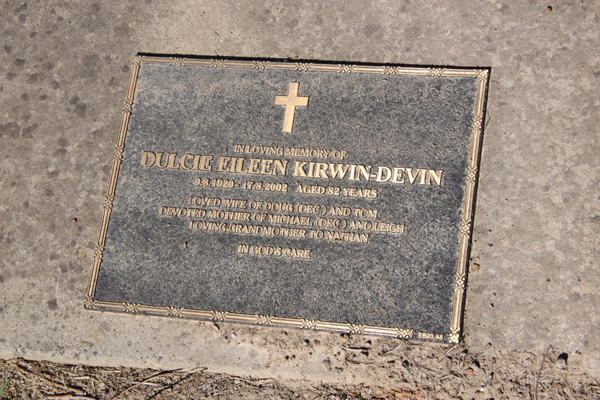 IN LOVING MEMORY OF
DULCIE EILEEN KIRWIN-DEVIN
9.8.1920 - 17.8.2002 AGED 82 YEARS
LOVED WIFE OF DOUG (DEC) AND TOM
DEVOTED MOTHER OF MICHAEL (DEC) AND LEIGH
LOVING GRANDMOTHER TO NATHAN
IN GOD'S CARE